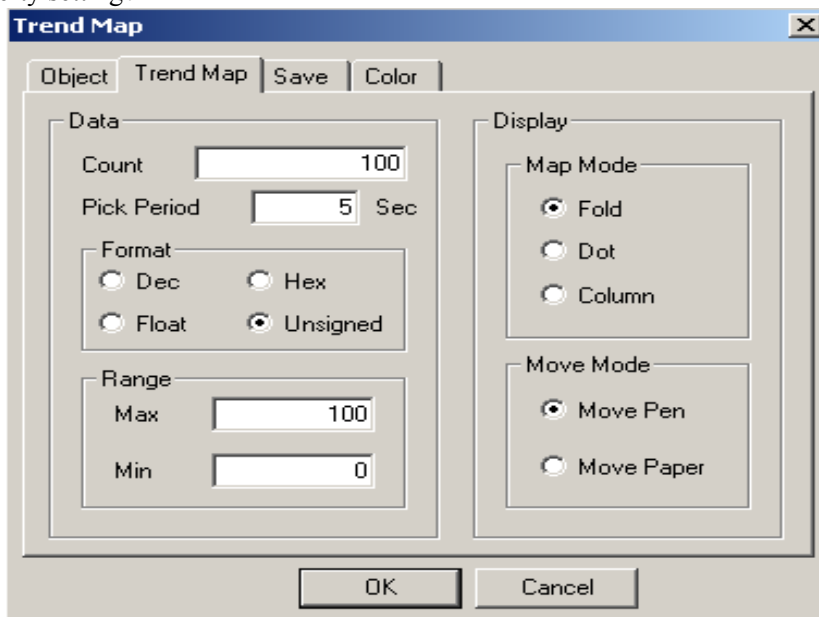 Trend Map
Object Trend Map Save Color
Data
Count 100
Pick Period 5 Sec
Format
Dec Hex
Float Unsigned
Range
Max 100
Min 0
Display
Map Mode
Fold
Dot
Column
Move Mode
Move Pen
Move Paper
OK Cancel